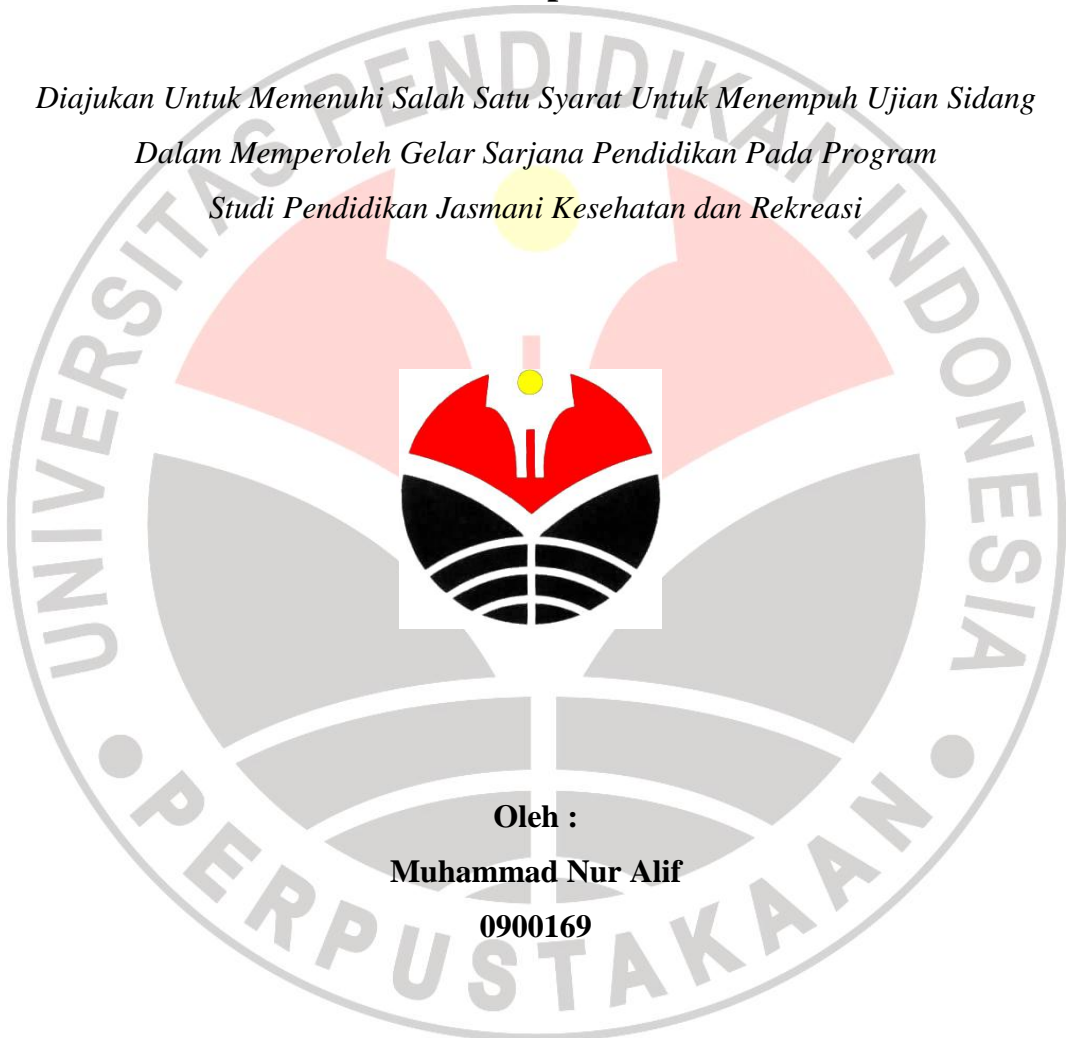 Diajukan Untuk Memenuhi Salah Satu Syarat Untuk Menempuh Ujian Sidang
Dalam Memperoleh Gelar Sarjana Pendidikan Pada Program
Studi Pendidikan Jasmani Kesehatan dan Rekreasi
Oleh :
Muhammad Nur Alif
0900169
UNIVERSITAS PENDIDIKAN INDONESIA
PERPUSTAKAAN